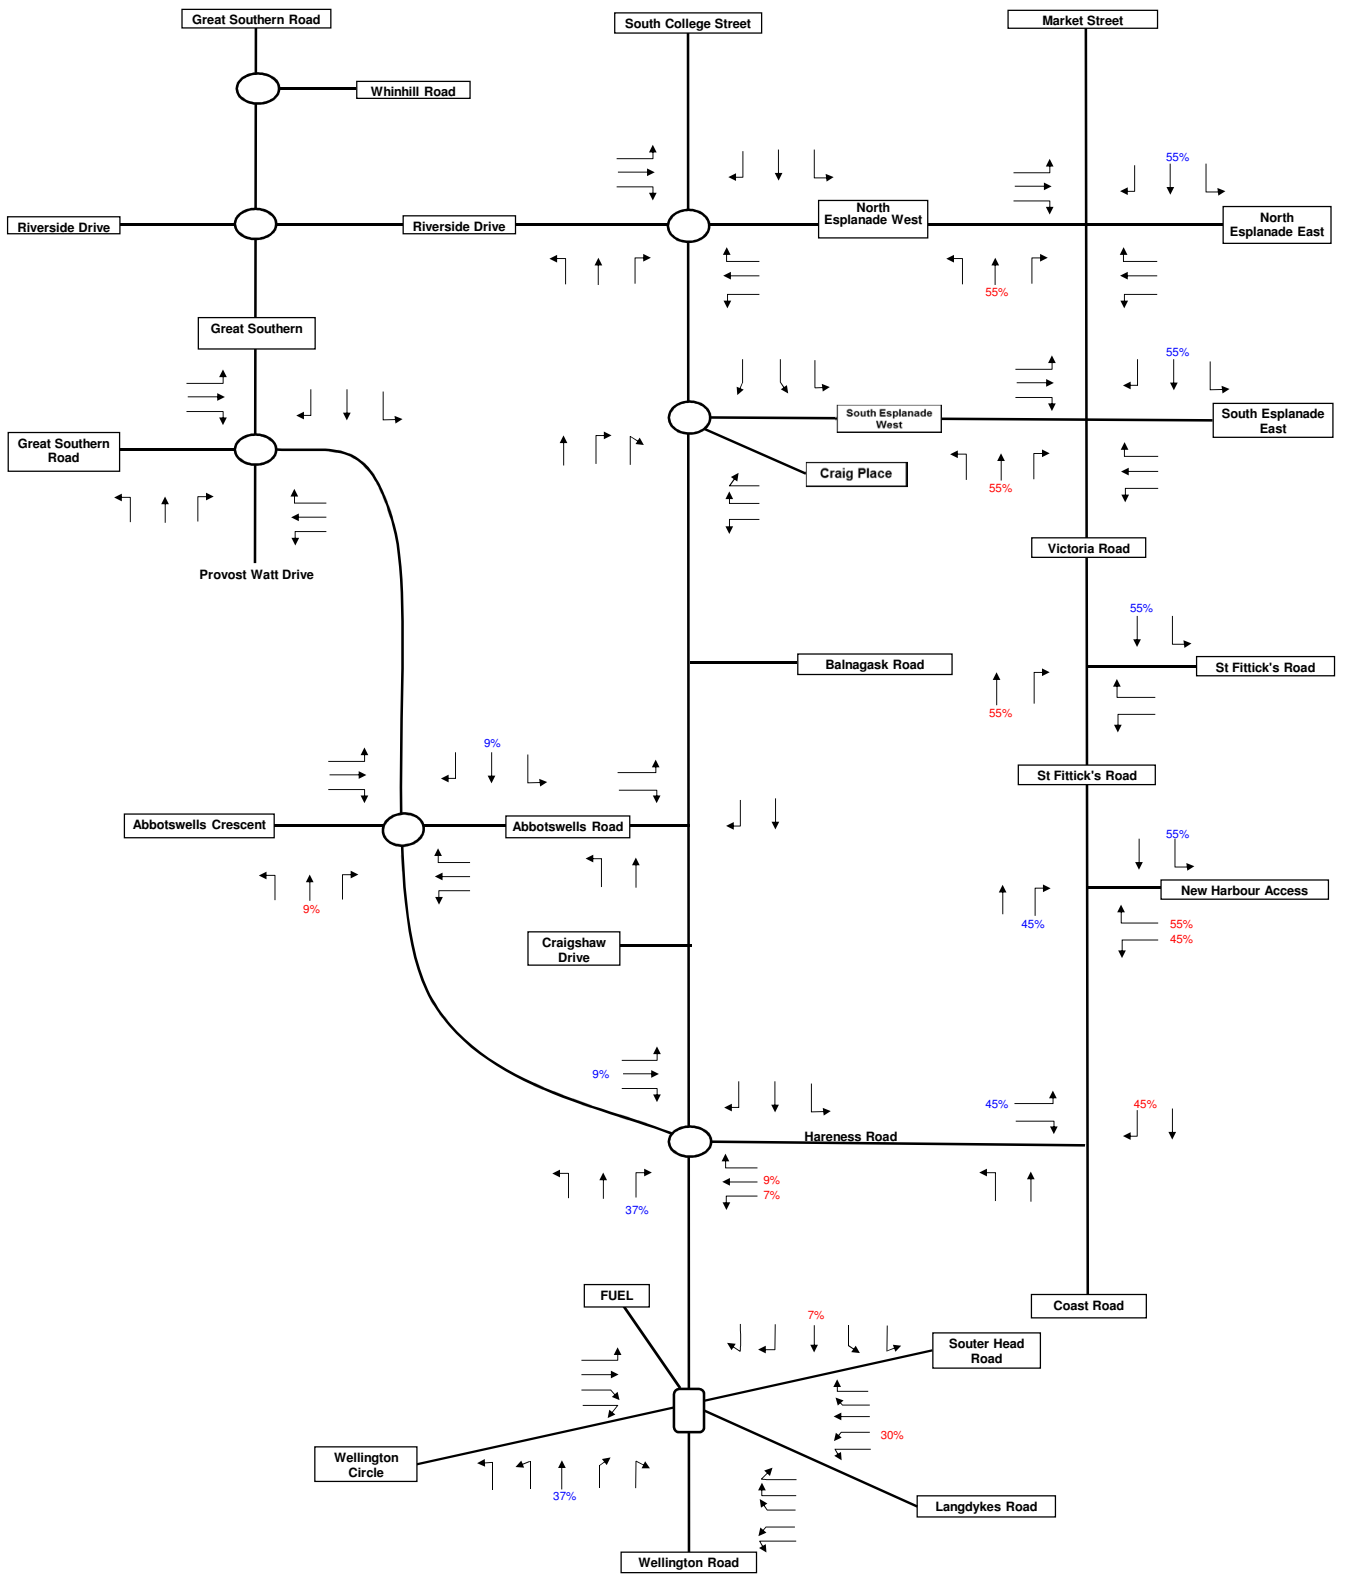 Great Southern Road
South College Street
Market Street
Whinhill Road
55%
North
Esplanade West
North
Esplanade East
Riverside Drive
Riverside Drive
55%
Great Southern
55%
South Esplanade
West
South Esplanade
East
Great Southern
Road
Craig Place
55%
Victoria Road
Provost Watt Drive
55%
Balnagask Road
St Fittick's Road
55%
9%
St Fittick's Road
Abbotswells Crescent
Abbotswells Road
55%
New Harbour Access
9%
45%
55%
45%
Craigshaw
Drive
9%
45%
45%
Hareness Road
9%
7%
37%
FUEL
Coast Road
7%
Souter Head
Road
30%
Wellington
Circle
37%
Langdykes Road
Wellington Road